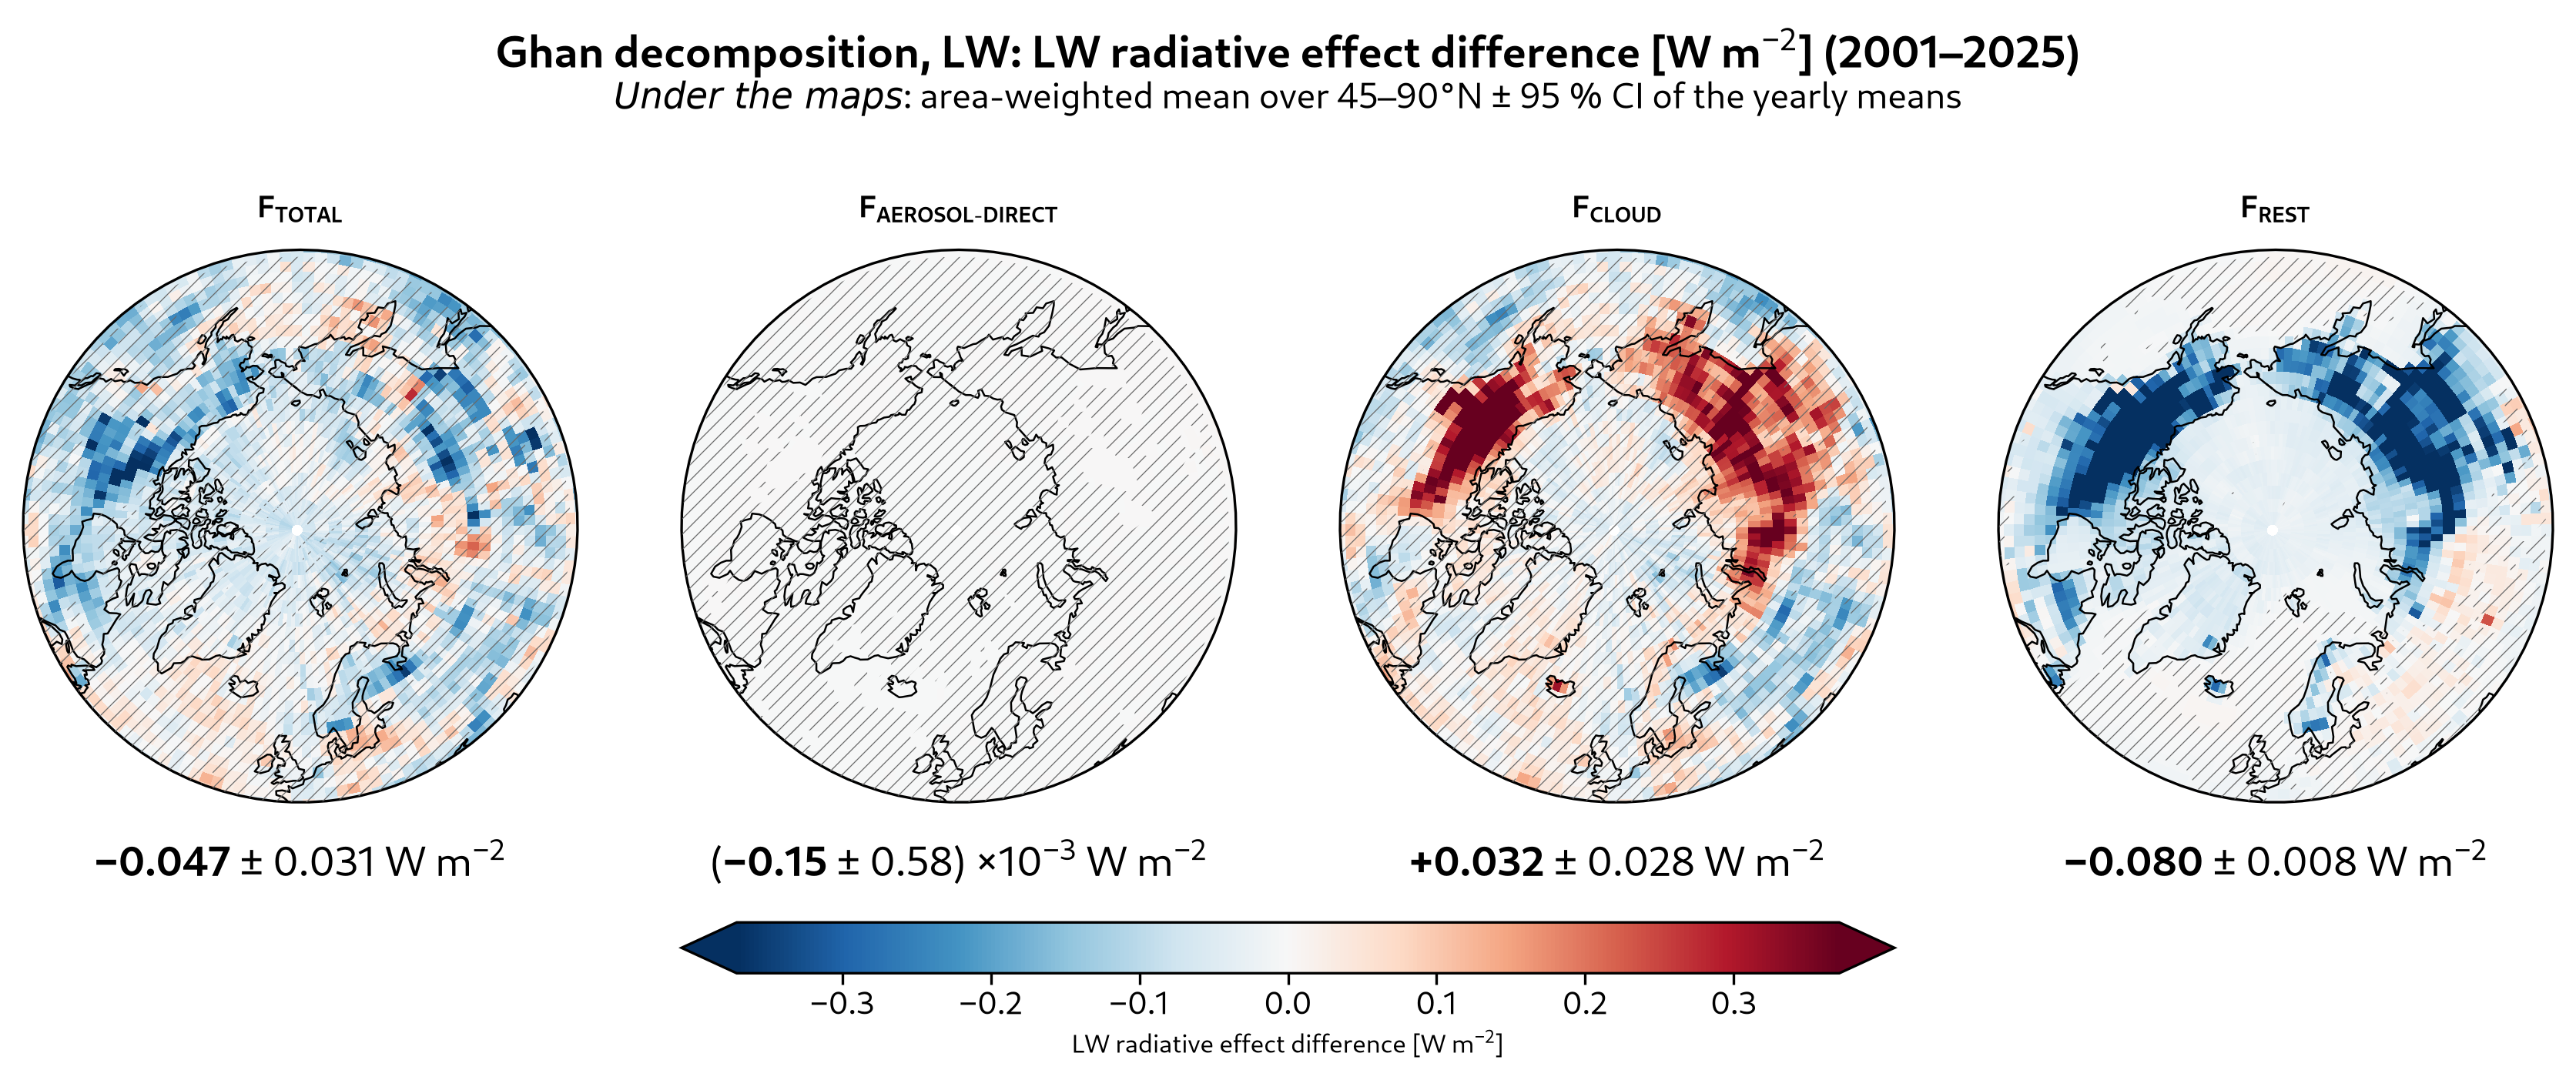 Ghan decomposition, LW: LW radiative effect difference [W m⁻²] (2001–2025)
Under the maps: area-weighted mean over 45–90°N ± 95 % CI of the yearly means
F_TOTAL
F_AEROSOL-DIRECT
F_CLOUD
F_REST
−0.047 ± 0.031 W m⁻²
(−0.15 ± 0.58) ×10⁻³ W m⁻²
+0.032 ± 0.028 W m⁻²
−0.080 ± 0.008 W m⁻²
−0.3 −0.2 −0.1 0.0 0.1 0.2 0.3
LW radiative effect difference [W m⁻²]